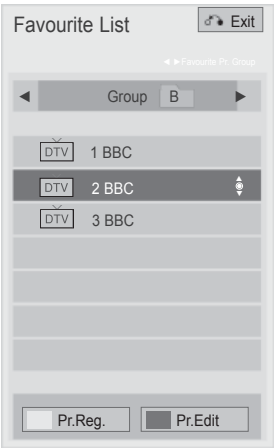 Favourite List
Exit
◄ ►Favourite Pr. Group
◄ Group B ►
DTV 1 BBC
DTV 2 BBC
DTV 3 BBC
Pr.Reg. Pr.Edit